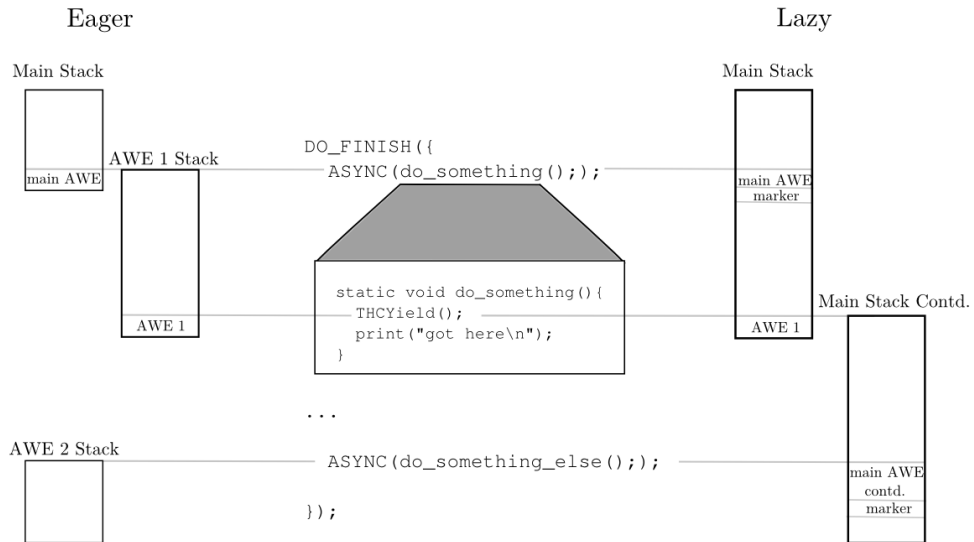 Eager
Lazy
Main Stack
Main Stack
DO_FINISH({
AWE 1 Stack
ASYNC(do_something(););
main AWE
main AWE
marker
static void do_something(){
Main Stack Contd.
THCYield();
AWE 1
AWE 1
print("got here\n");
}
...
AWE 2 Stack
ASYNC(do_something_else(););
main AWE
contd.
marker
});